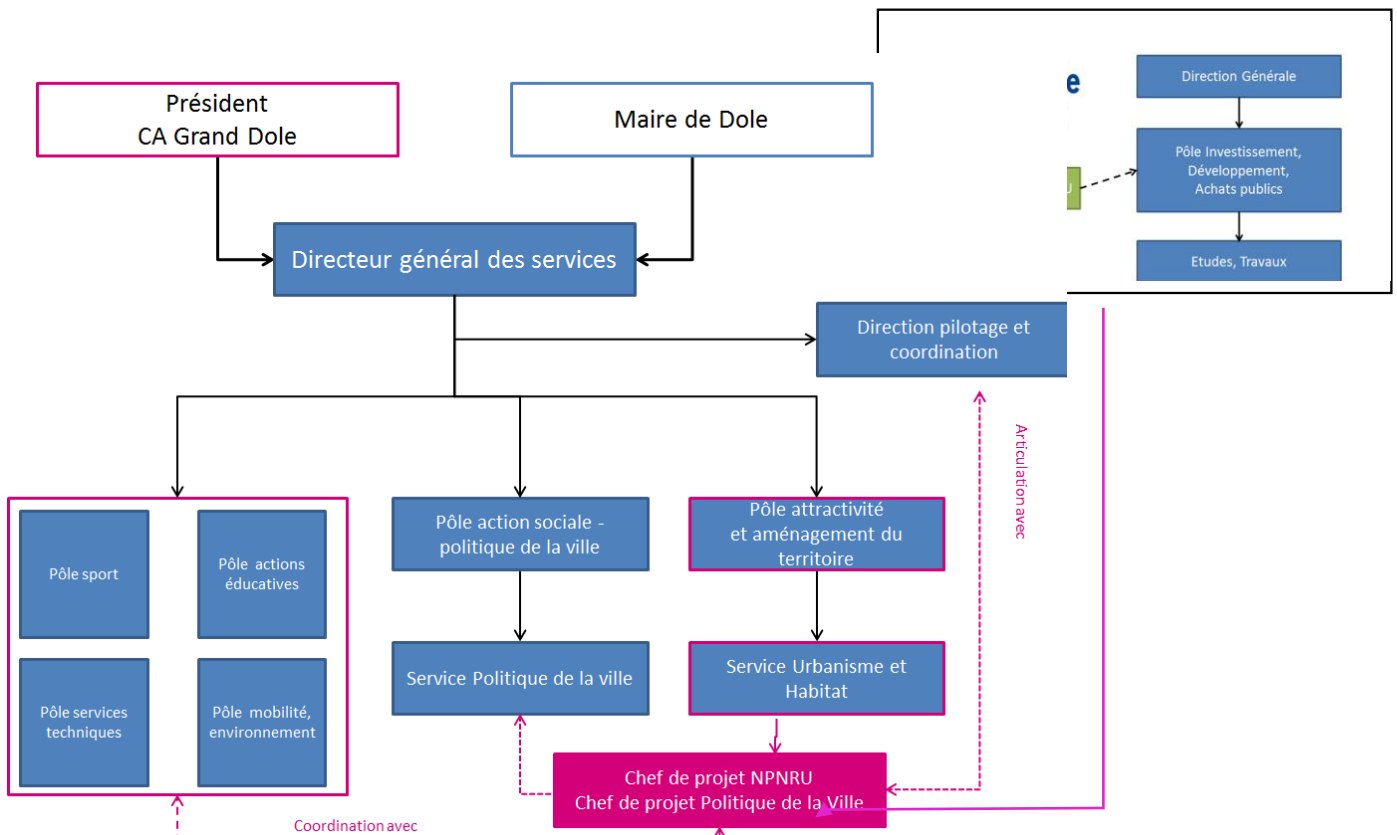 Président
CA Grand Dole
Maire de Dole
e
Direction Générale
Pôle Investissement,
Développement,
Achats publics
U
Etudes, Travaux
Directeur général des services
Direction pilotage et
coordination
Articulation avec
Pôle sport
Pôle actions
éducatives
Pôle services
techniques
Pôle mobilité,
environnement
Pôle action sociale -
politique de la ville
Pôle attractivité
et aménagement du
territoire
Service Politique de la ville
Service Urbanisme et
Habitat
Chef de projet NPNRU
Chef de projet Politique de la Ville
Coordination avec